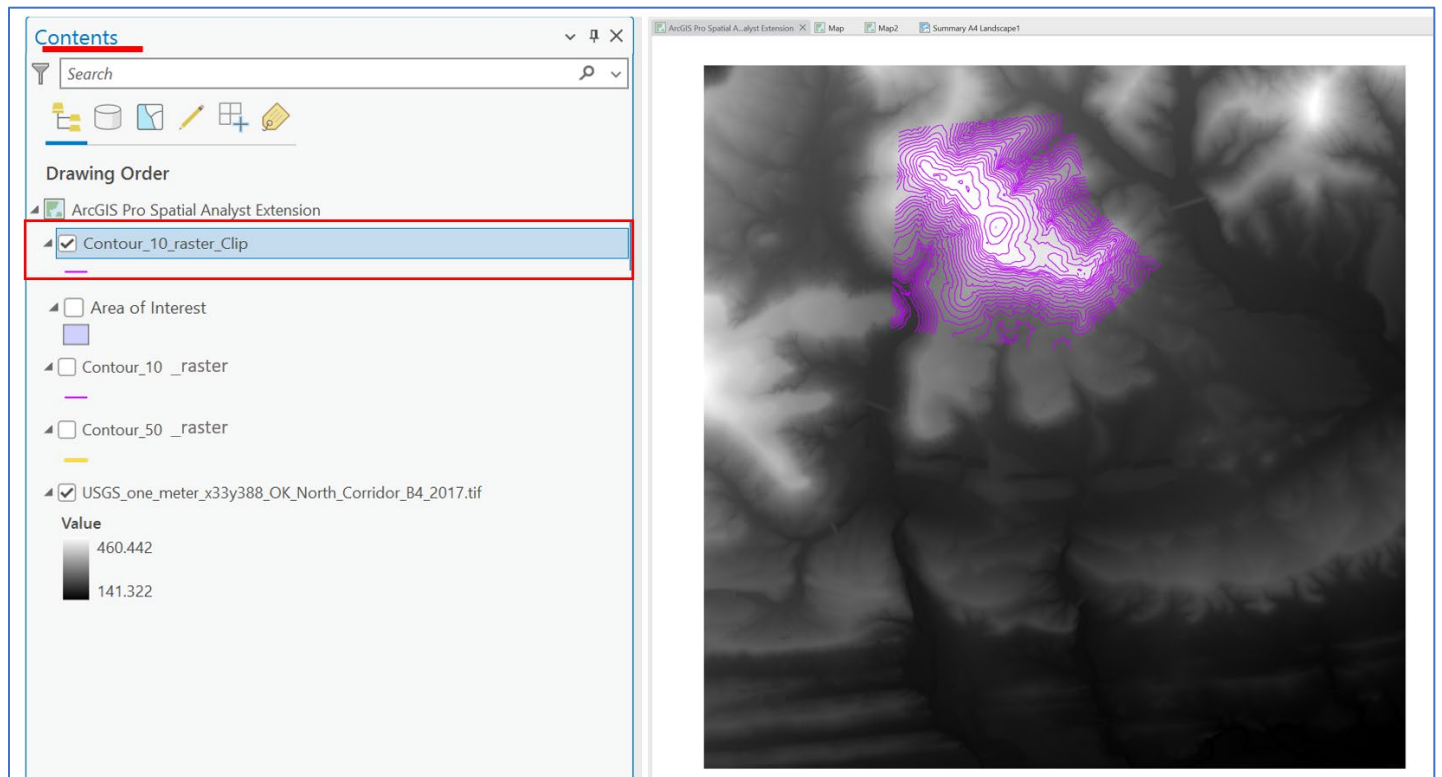 Contents
Search
Drawing Order
ArcGIS Pro Spatial Analyst Extension
Contour_10_raster_Clip
Area of Interest
Contour_10 _raster
Contour_50 _raster
USGS_one_meter_x33y388_OK_North_Corridor_B4_2017.tif
Value
460.442
141.322
ArcGIS Pro Spatial A...alyst Extension Map Map2 Summary A4 Landscape1